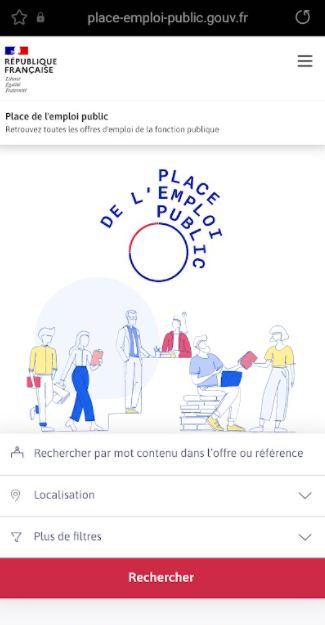 place-emploi-public.gouv.fr
RÉPUBLIQUE
FRANÇAISE
Liberté
Égalité
Fraternité
Place de l'emploi public
Retrouvez toutes les offres d'emploi de la fonction publique
PLACE
DE L'EMPLOI
PUBLIC
Rechercher par mot contenu dans l'offre ou référence
Localisation
Plus de filtres
Rechercher